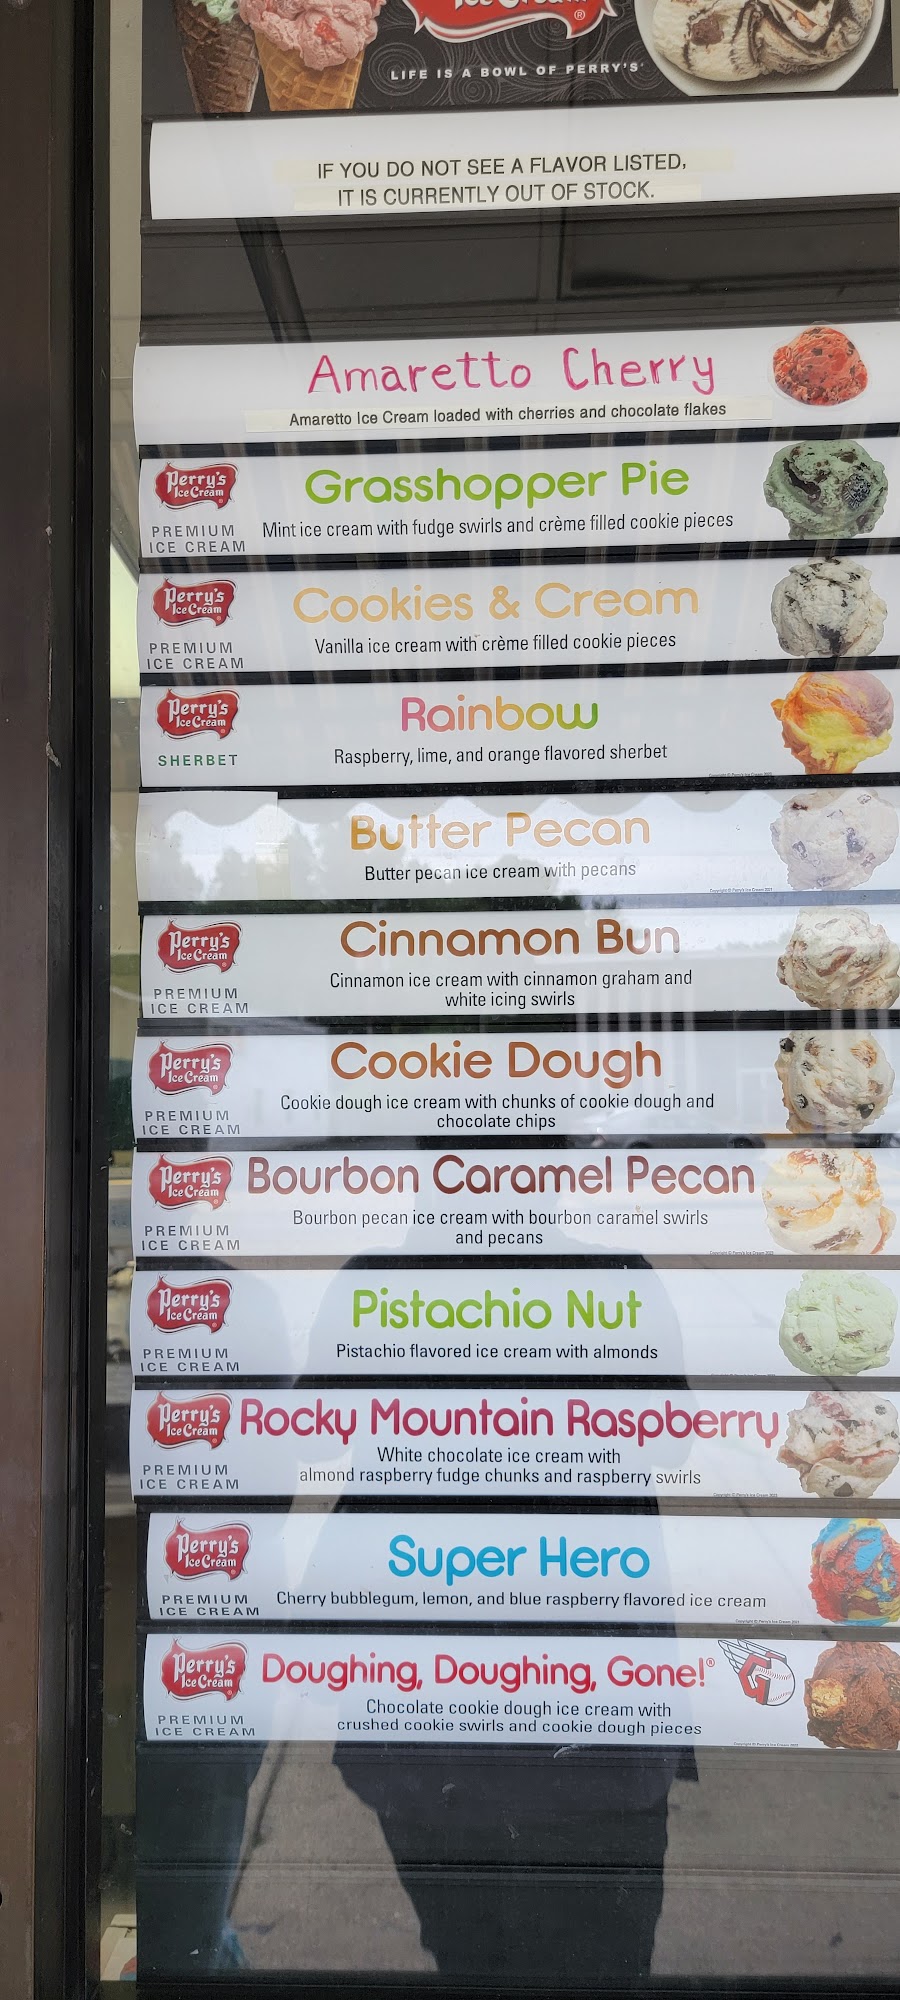 Ice Cream
®
LIFE IS A BOWL OF PERRY'S®
IF YOU DO NOT SEE A FLAVOR LISTED,
IT IS CURRENTLY OUT OF STOCK.
Amaretto Cherry
Amaretto Ice Cream loaded with cherries and chocolate flakes
Perry's
Ice Cream
PREMIUM
ICE CREAM
Grasshopper Pie
Mint ice cream with fudge swirls and crème filled cookie pieces
Perry's
Ice Cream
PREMIUM
ICE CREAM
Cookies & Cream
Vanilla ice cream with crème filled cookie pieces
Perry's
Ice Cream
SHERBET
Rainbow
Raspberry, lime, and orange flavored sherbet
Butter Pecan
Butter pecan ice cream with pecans
Perry's
Ice Cream
PREMIUM
ICE CREAM
Cinnamon Bun
Cinnamon ice cream with cinnamon graham and
white icing swirls
Perry's
Ice Cream
PREMIUM
ICE CREAM
Cookie Dough
Cookie dough ice cream with chunks of cookie dough and
chocolate chips
Perry's
Ice Cream
PREMIUM
ICE CREAM
Bourbon Caramel Pecan
Bourbon pecan ice cream with bourbon caramel swirls
and pecans
Perry's
Ice Cream
PREMIUM
ICE CREAM
Pistachio Nut
Pistachio flavored ice cream with almonds
Perry's
Ice Cream
PREMIUM
ICE CREAM
Rocky Mountain Raspberry
White chocolate ice cream with
almond raspberry fudge chunks and raspberry swirls
Perry's
Ice Cream
PREMIUM
ICE CREAM
Super Hero
Cherry bubblegum, lemon, and blue raspberry flavored ice cream
Perry's
Ice Cream
PREMIUM
ICE CREAM
Doughing, Doughing, Gone!®
Chocolate cookie dough ice cream with
crushed cookie swirls and cookie dough pieces